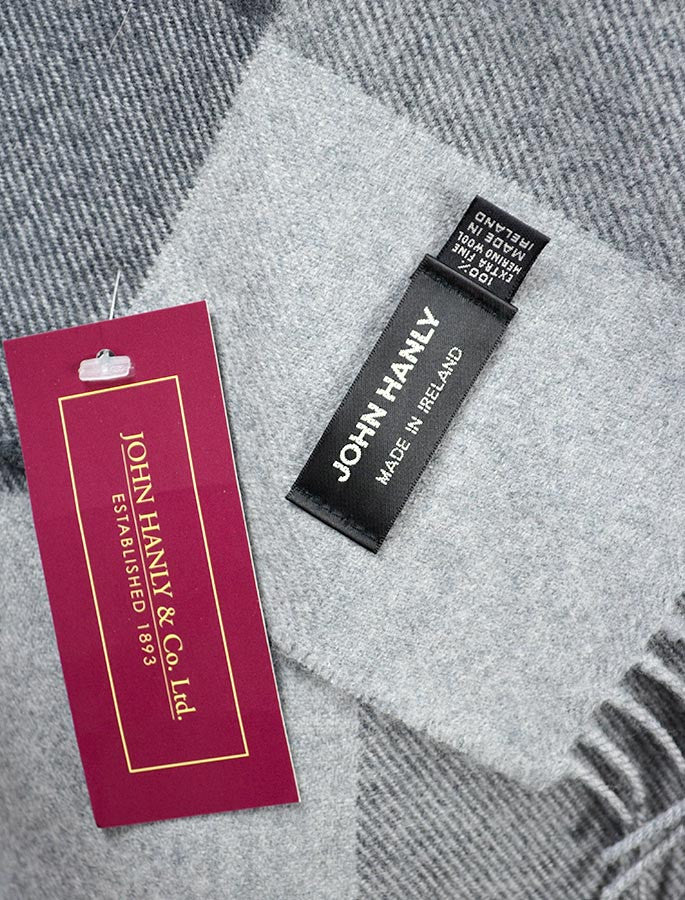 JOHN HANLY & Co. Ltd.
ESTABLISHED 1893
JOHN HANLY
MADE IN IRELAND
100%
EXTRA FINE
MERINO WOOL
MADE IN
IRELAND